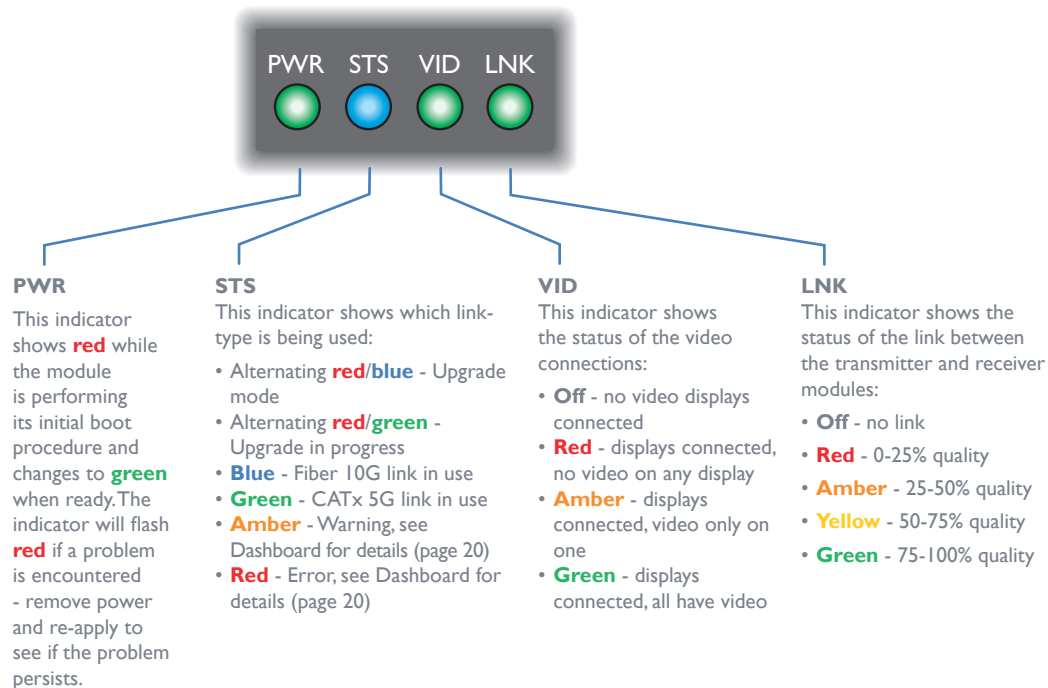 PWR STS VID LNK
PWR
This indicator
shows red while
the module
is performing
its initial boot
procedure and
changes to green
when ready. The
indicator will flash
red if a problem
is encountered
- remove power
and re-apply to
see if the problem
persists.
STS
This indicator shows which link-
type is being used:
• Alternating red/blue - Upgrade
mode
• Alternating red/green -
Upgrade in progress
• Blue - Fiber 10G link in use
• Green - CATx 5G link in use
• Amber - Warning, see
Dashboard for details (page 20)
• Red - Error, see Dashboard for
details (page 20)
VID
This indicator shows
the status of the video
connections:
• Off - no video displays
connected
• Red - displays connected,
no video on any display
• Amber - displays
connected, video only on
one
• Green - displays
connected, all have video
LNK
This indicator shows the
status of the link between
the transmitter and receiver
modules:
• Off - no link
• Red - 0-25% quality
• Amber - 25-50% quality
• Yellow - 50-75% quality
• Green - 75-100% quality